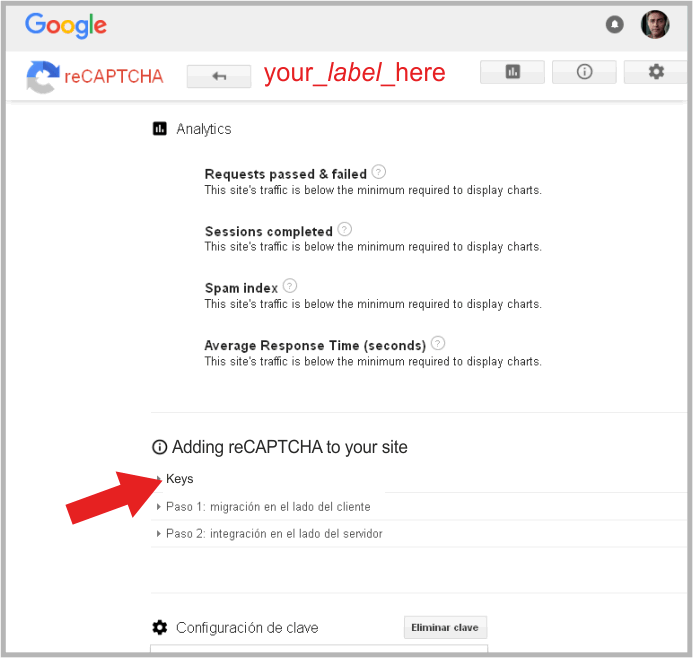 Google
reCAPTCHA
your_label_here
Analytics
Requests passed & failed ?
This site's traffic is below the minimum required to display charts.
Sessions completed ?
This site's traffic is below the minimum required to display charts.
Spam index ?
This site's traffic is below the minimum required to display charts.
Average Response Time (seconds) ?
This site's traffic is below the minimum required to display charts.
Adding reCAPTCHA to your site
Keys
Paso 1: migración en el lado del cliente
Paso 2: integración en el lado del servidor
Configuración de clave
Eliminar clave